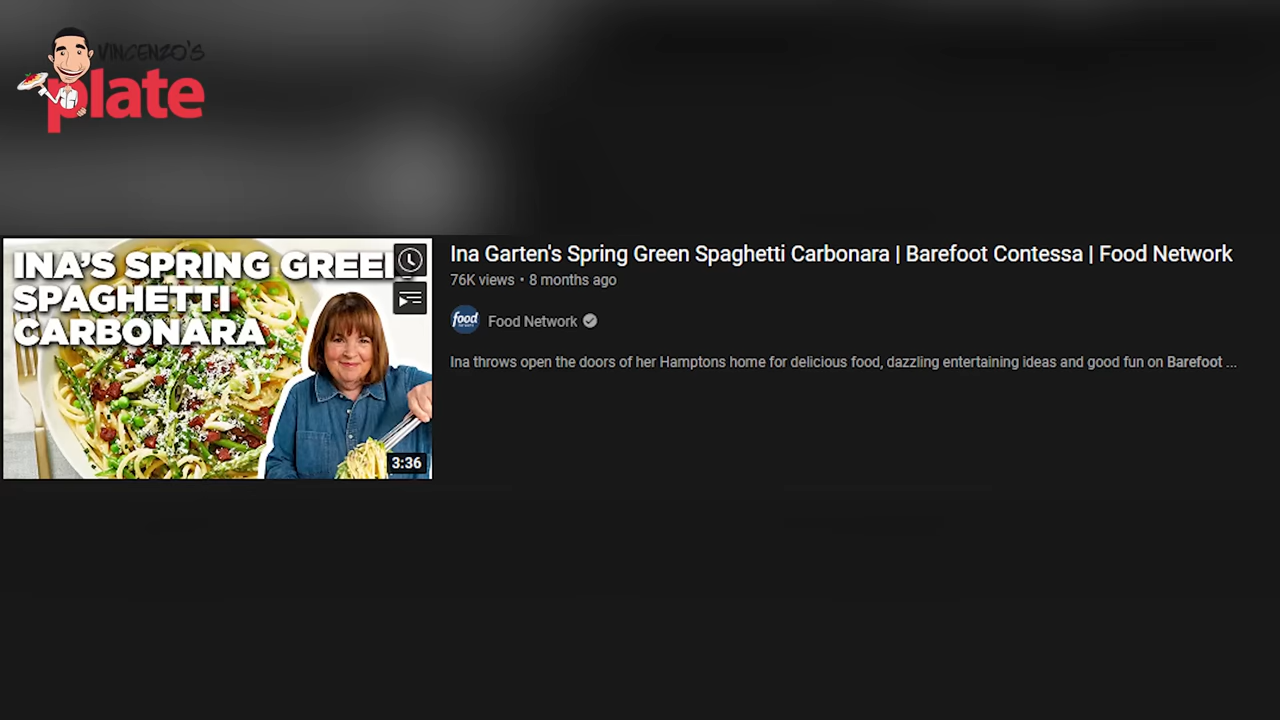 VINCENZO'S
plate
INA'S SPRING GREEN
SPAGHETTI
CARBONARA
3:36
Ina Garten's Spring Green Spaghetti Carbonara | Barefoot Contessa | Food Network
76K views • 8 months ago
food
Food Network
Ina throws open the doors of her Hamptons home for delicious food, dazzling entertaining ideas and good fun on Barefoot ...